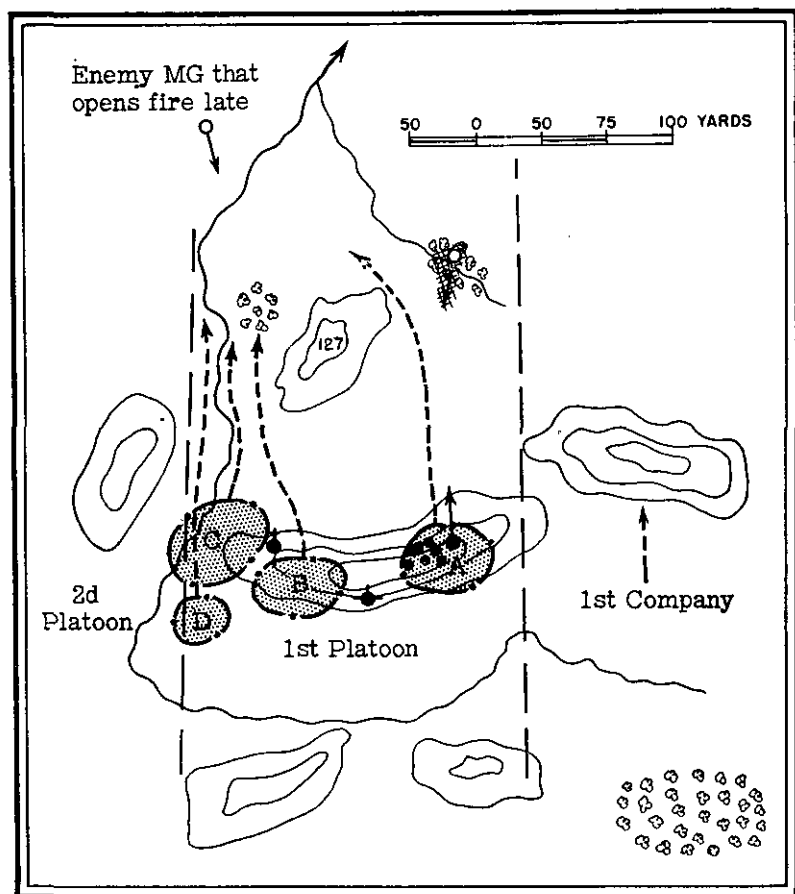 Enemy MG that
opens fire late
50 0 50 75 100 YARDS
127
C
B
A
D
2d
Platoon
1st Platoon
1st Company